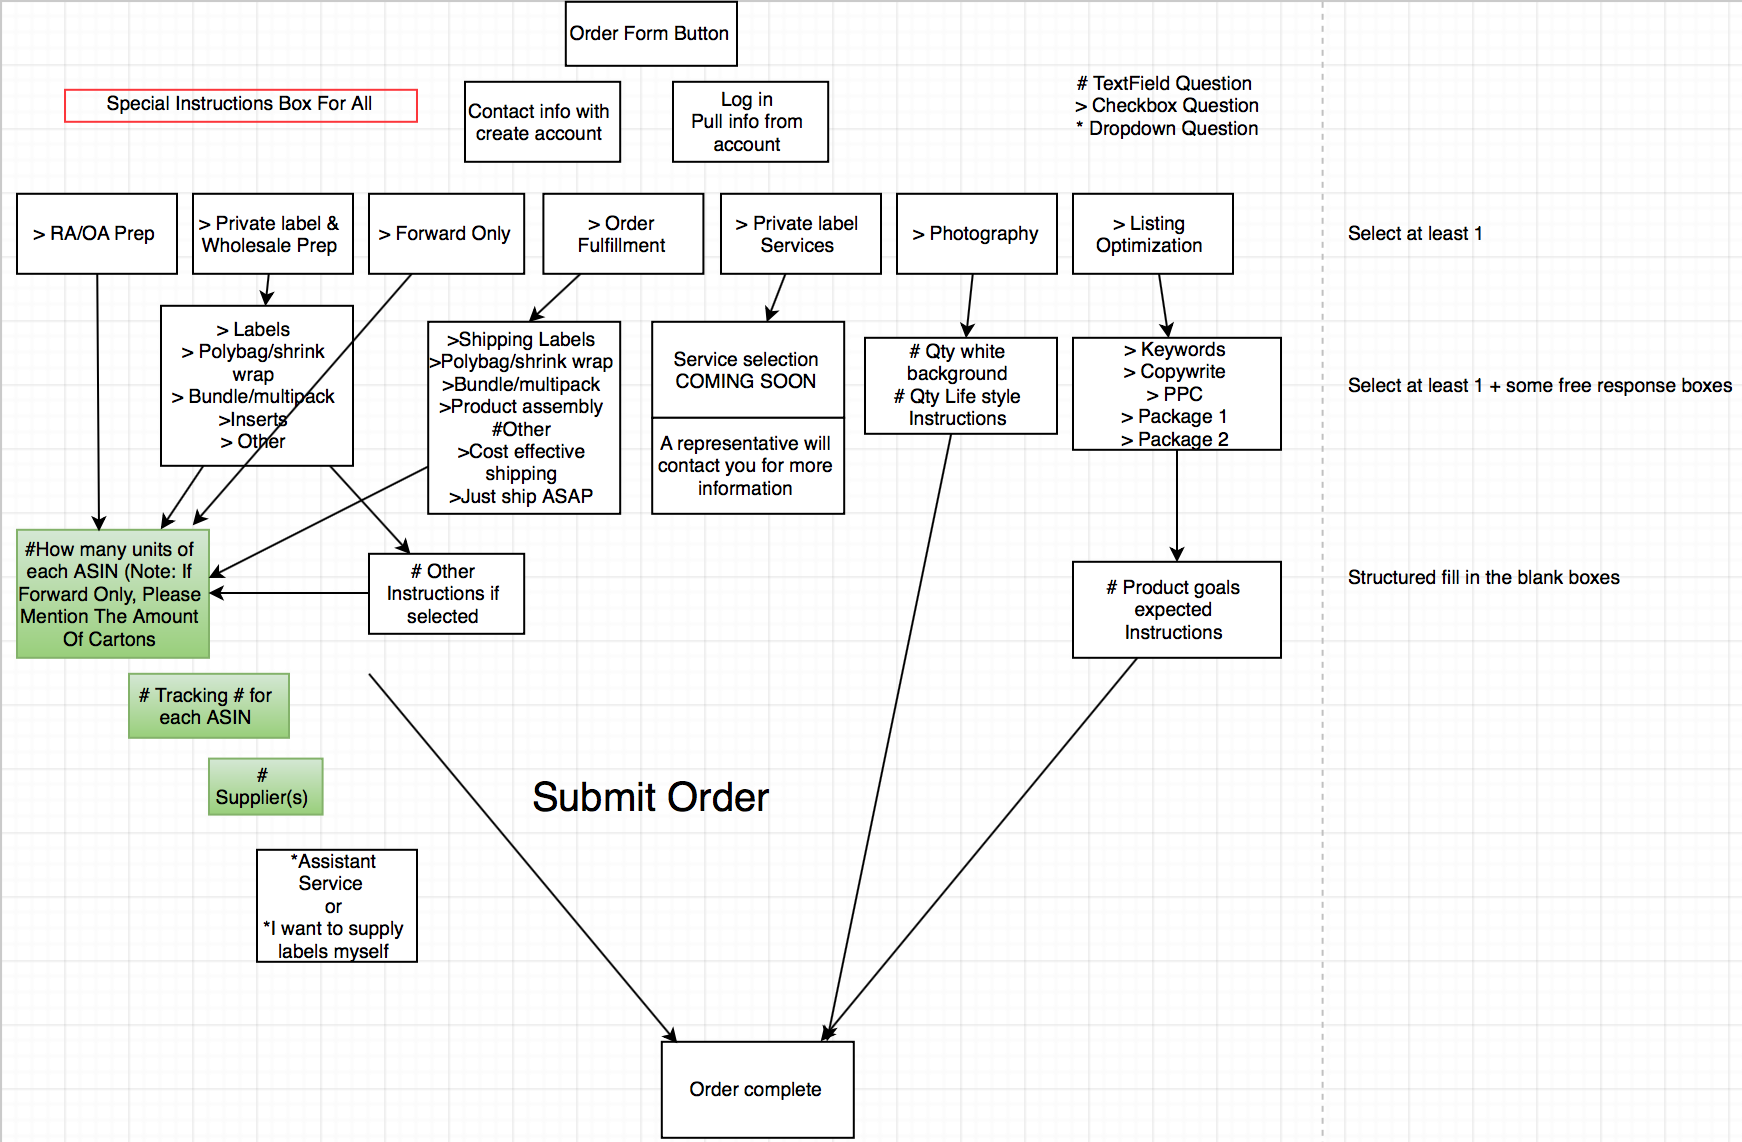 Order Form Button
Special Instructions Box For All
Contact info with
create account
Log in
Pull info from
account
# TextField Question
> Checkbox Question
* Dropdown Question
> RA/OA Prep
> Private label &
Wholesale Prep
> Forward Only
> Order
Fulfillment
> Private label
Services
> Photography
> Listing
Optimization
Select at least 1
> Labels
> Polybag/shrink
wrap
> Bundle/multipack
>Inserts
> Other
>Shipping Labels
>Polybag/shrink wrap
>Bundle/multipack
>Product assembly
#Other
>Cost effective
shipping
>Just ship ASAP
Service selection
COMING SOON
A representative will
contact you for more
information
# Qty white
background
# Qty Life style
Instructions
> Keywords
> Copywrite
> PPC
> Package 1
> Package 2
Select at least 1 + some free response boxes
#How many units of
each ASIN (Note: If
Forward Only, Please
Mention The Amount
Of Cartons
# Other
Instructions if
selected
# Product goals
expected
Instructions
Structured fill in the blank boxes
# Tracking # for
each ASIN
#
Supplier(s)
Submit Order
*Assistant
Service
or
*I want to supply
labels myself
Order complete